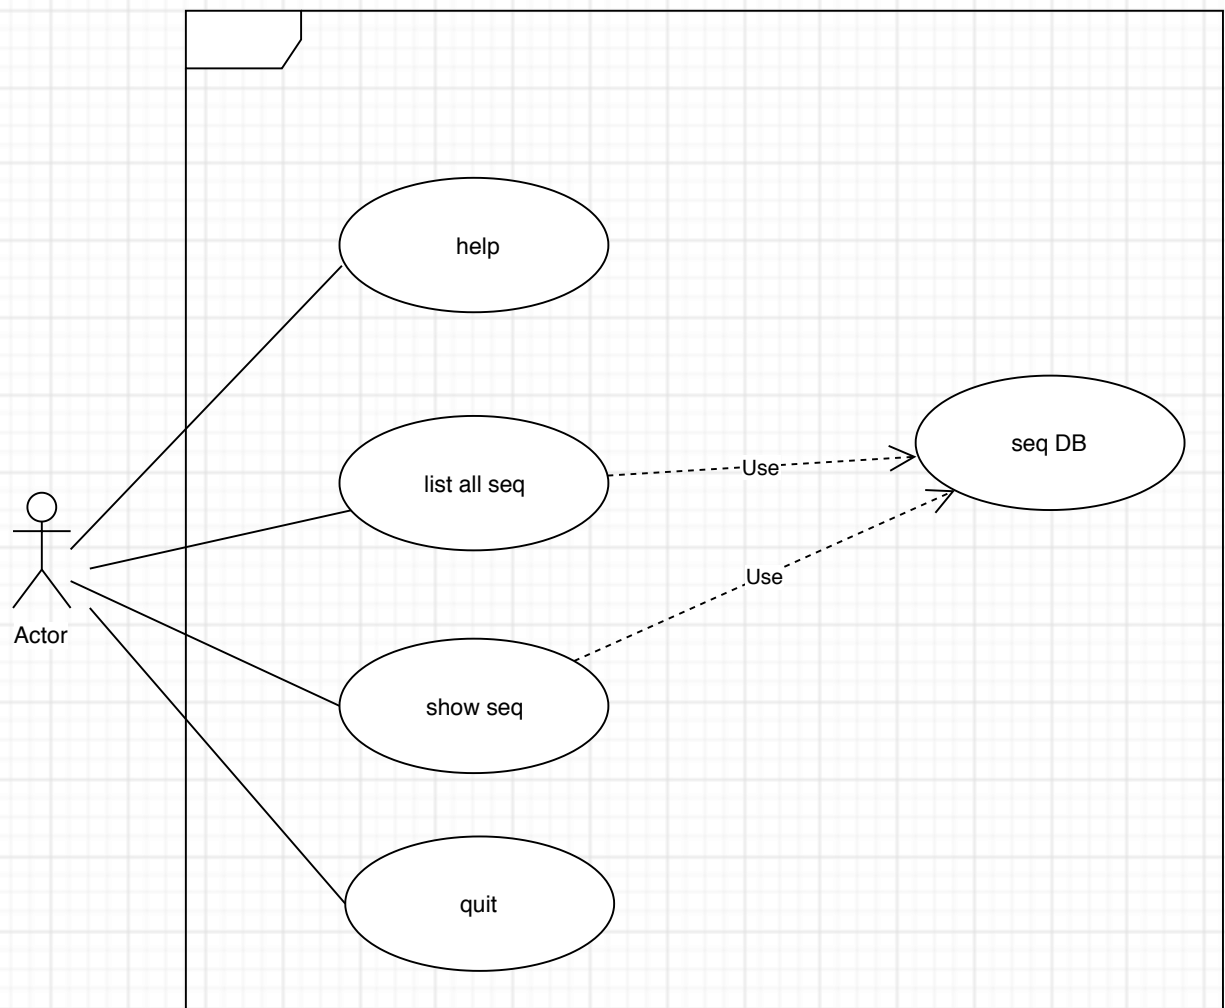 help
seq DB
list all seq
Use
Use
Actor
show seq
quit